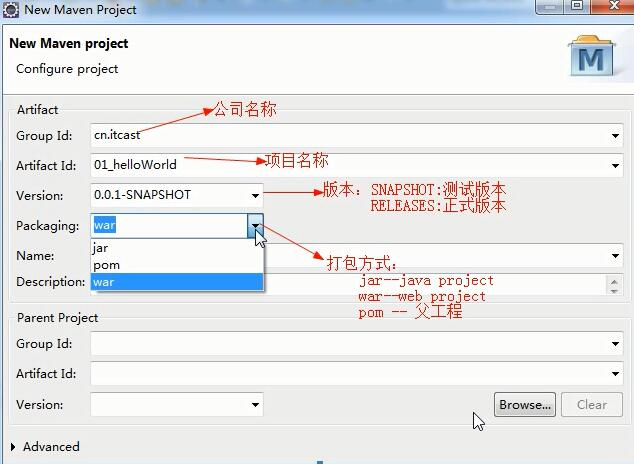 New Maven Project
New Maven project
Configure project
M
Artifact
公司名称
Group Id: cn.itcast
Artifact Id: 01_helloWorld 项目名称
Version: 0.0.1-SNAPSHOT 版本: SNAPSHOT:测试版本
RELEASES:正式版本
Packaging: war
jar
Name:
pom 打包方式:
Description: war jar--java project
war--web project
pom -- 父工程
Parent Project
Group Id:
Artifact Id:
Version: Browse... Clear
Advanced